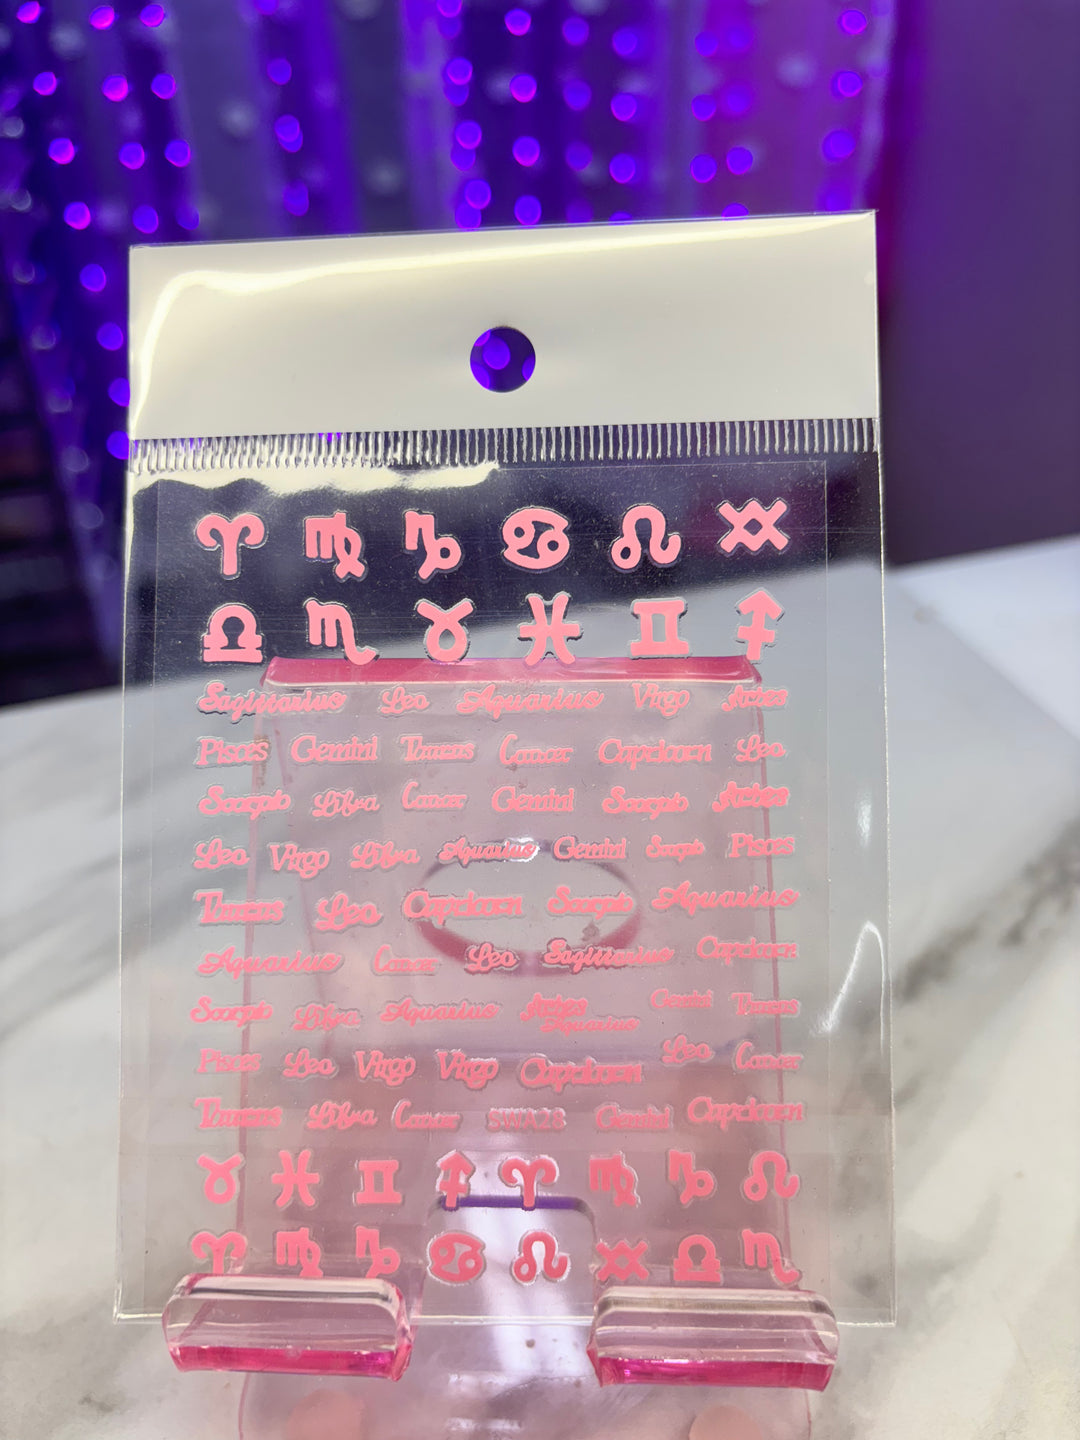 ♈ ♍ ♑ ♋ ♌ ♒
♎ ♏ ♉ ♓ ♊ ♐
Sagittarius Leo Aquarius Virgo Aries
Pisces Gemini Taurus Cancer Capricorn Leo
Scorpio Libra Cancer Gemini Scorpio Aries
Leo Virgo Libra Aquarius Gemini Scorpio Pisces
Taurus Leo Capricorn Scorpio Aquarius
Aquarius Cancer Leo Sagittarius Capricorn
Scorpio Libra Aquarius Aries Aquarius Gemini Taurus
Pisces Leo Virgo Virgo Capricorn Leo Cancer
Taurus Libra Cancer SWA28 Gemini Capricorn
♉ ♓ ♊ ♐ ♈ ♍ ♑ ♌
♈ ♍ ♑ ♋ ♌ ♒ ♎ ♏